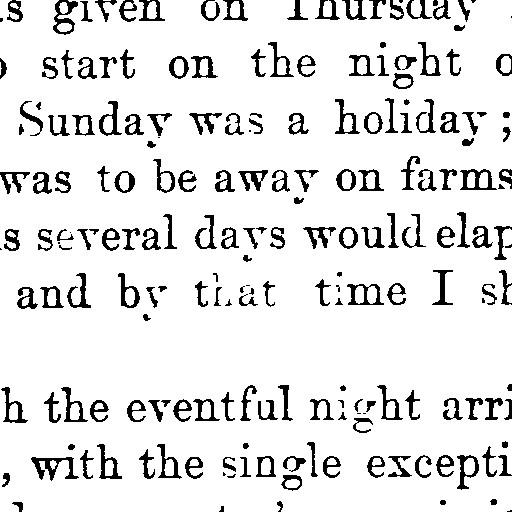 given on Thursday
start on the night
Sunday was a holiday ;
was to be away on farms
several days would elap
and by that time I sh
h the eventful night arri
, with the single excepti